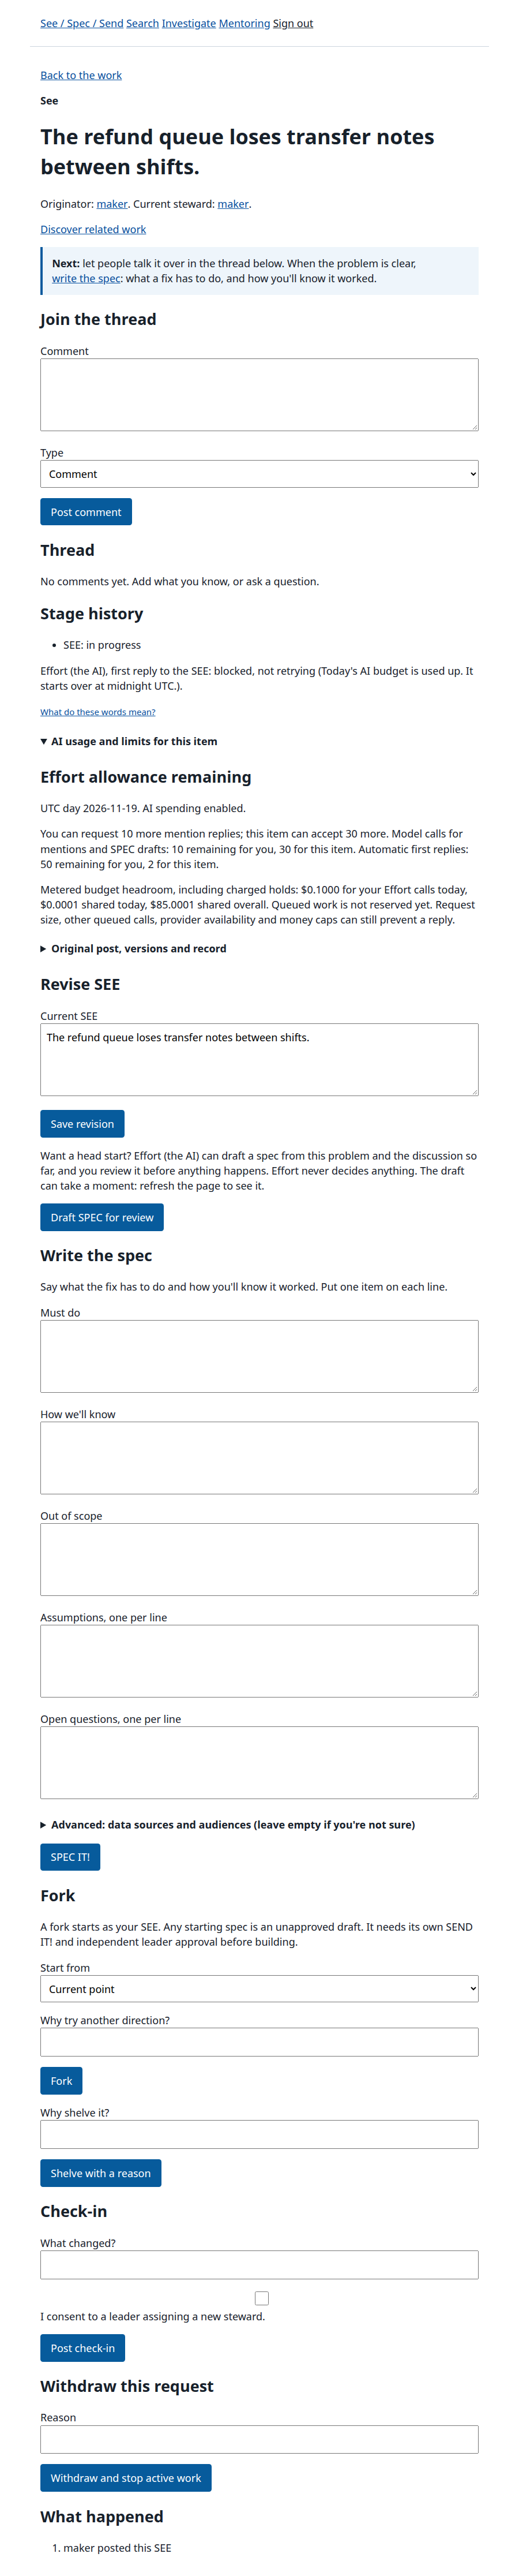 See / Spec / Send Search Investigate Mentoring Sign out
Back to the work
See
The refund queue loses transfer notes
between shifts.
Originator: maker. Current steward: maker.
Discover related work
Next: let people talk it over in the thread below. When the problem is clear,
write the spec: what a fix has to do, and how you'll know it worked.
Join the thread
Comment
Type
Comment
Post comment
Thread
No comments yet. Add what you know, or ask a question.
Stage history
• SEE: in progress
Effort (the AI), first reply to the SEE: blocked, not retrying (Today's AI budget is used up. It
starts over at midnight UTC.).
What do these words mean?
▼ AI usage and limits for this item
Effort allowance remaining
UTC day 2026-11-19. AI spending enabled.
You can request 10 more mention replies; this item can accept 30 more. Model calls for
mentions and SPEC drafts: 10 remaining for you, 30 for this item. Automatic first replies:
50 remaining for you, 2 for this item.
Metered budget headroom, including charged holds: $0.1000 for your Effort calls today,
$0.0001 shared today, $85.0001 shared overall. Queued work is not reserved yet. Request
size, other queued calls, provider availability and money caps can still prevent a reply.
▶ Original post, versions and record
Revise SEE
Current SEE
The refund queue loses transfer notes between shifts.
Save revision
Want a head start? Effort (the AI) can draft a spec from this problem and the discussion so
far, and you review it before anything happens. Effort never decides anything. The draft
can take a moment: refresh the page to see it.
Draft SPEC for review
Write the spec
Say what the fix has to do and how you'll know it worked. Put one item on each line.
Must do
How we'll know
Out of scope
Assumptions, one per line
Open questions, one per line
▶ Advanced: data sources and audiences (leave empty if you're not sure)
SPEC IT!
Fork
A fork starts as your SEE. Any starting spec is an unapproved draft. It needs its own SEND
IT! and independent leader approval before building.
Start from
Current point
Why try another direction?
Fork
Why shelve it?
Shelve with a reason
Check-in
What changed?
I consent to a leader assigning a new steward.
Post check-in
Withdraw this request
Reason
Withdraw and stop active work
What happened
1. maker posted this SEE